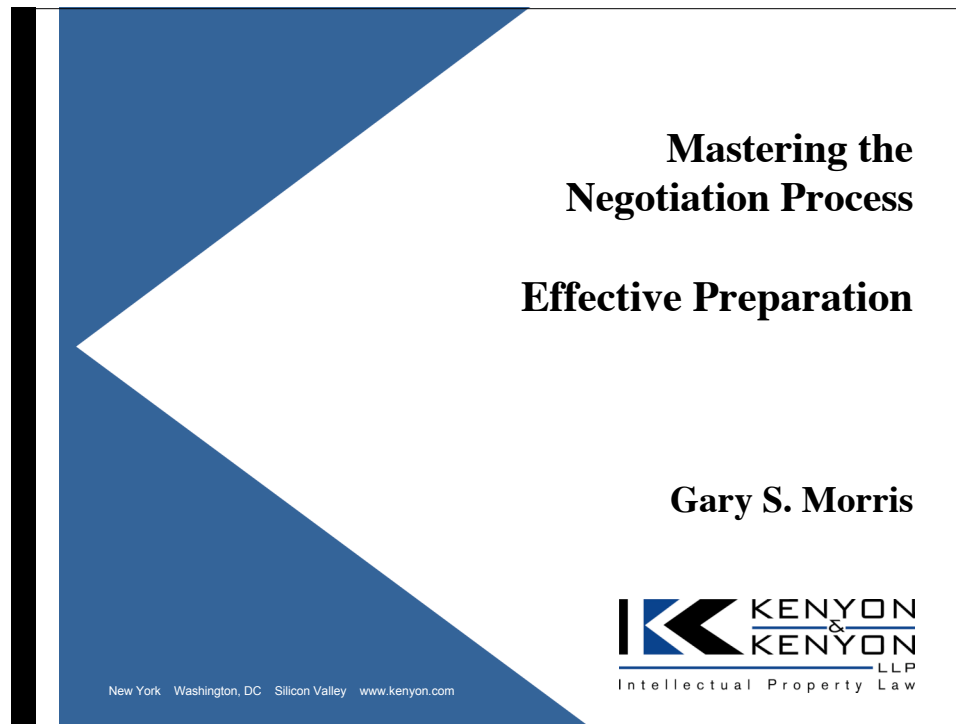 Mastering the
Negotiation Process
Effective Preparation
Gary S. Morris
KENYON
&
KENYON
LLP
Intellectual Property Law
New York Washington, DC Silicon Valley www.kenyon.com